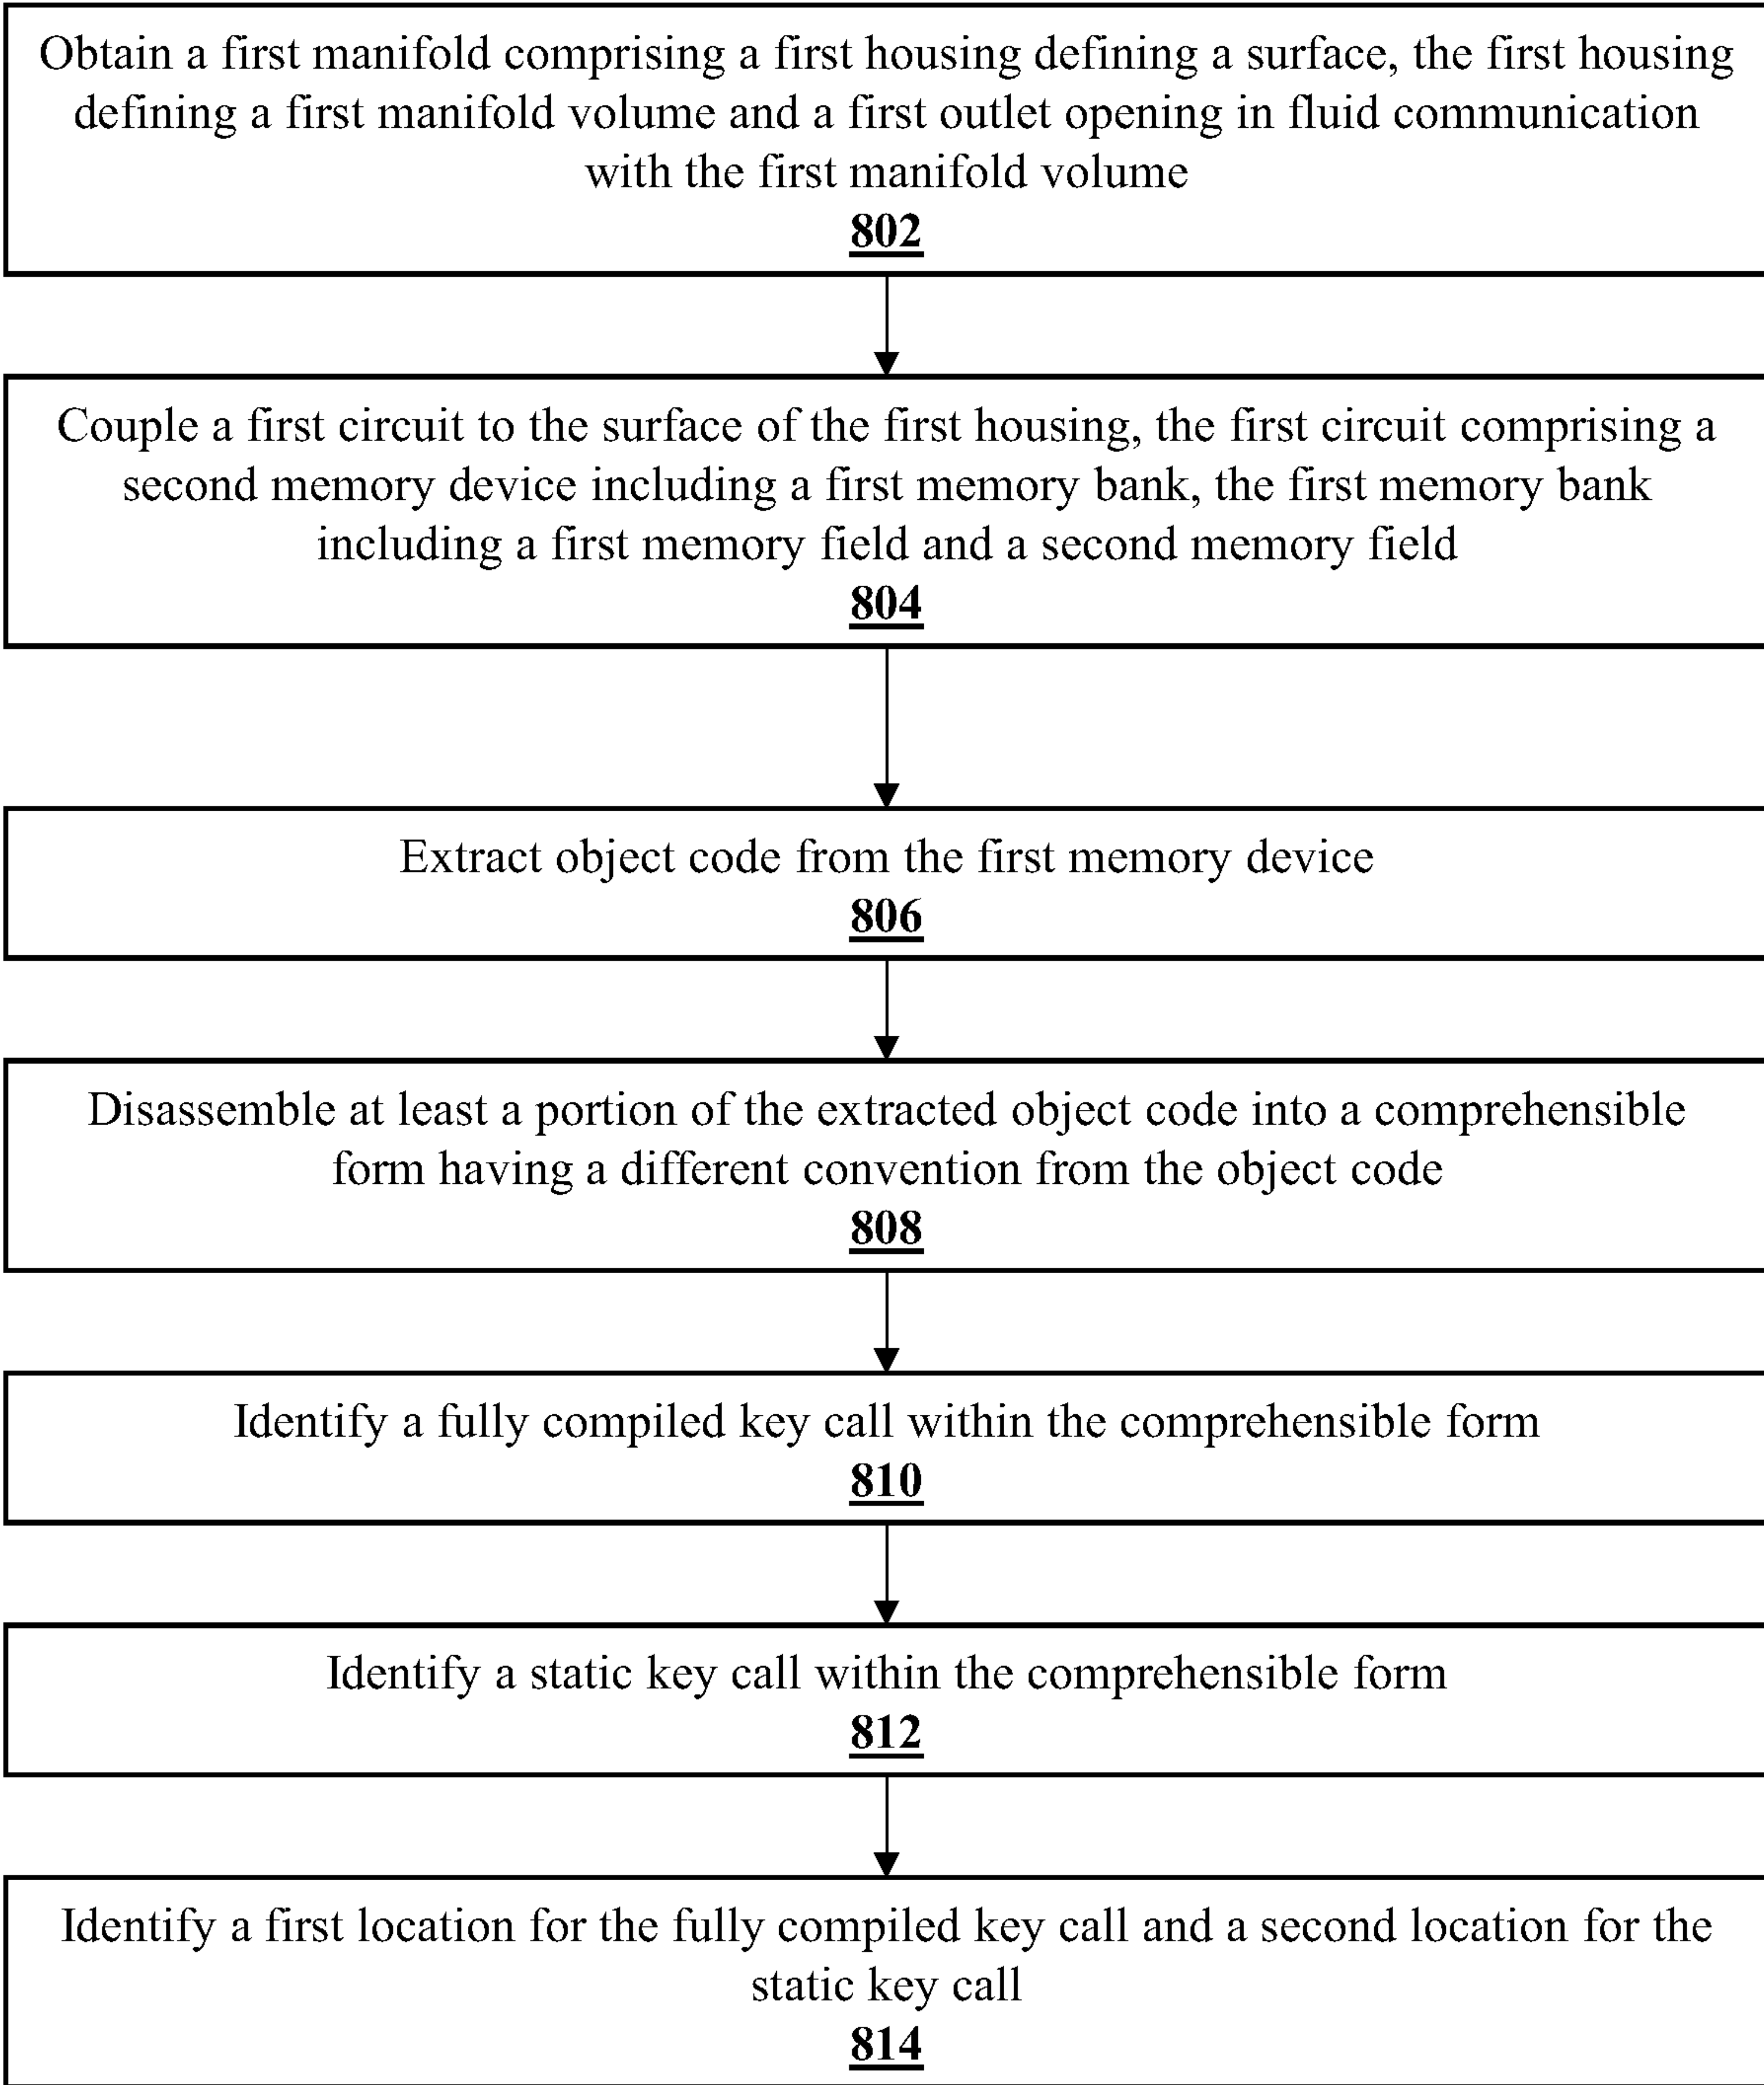 Obtain a first manifold comprising a first housing defining a surface, the first housing
defining a first manifold volume and a first outlet opening in fluid communication
with the first manifold volume
802
Couple a first circuit to the surface of the first housing, the first circuit comprising a
second memory device including a first memory bank, the first memory bank
including a first memory field and a second memory field
804
Extract object code from the first memory device
806
Disassemble at least a portion of the extracted object code into a comprehensible
form having a different convention from the object code
808
Identify a fully compiled key call within the comprehensible form
810
Identify a static key call within the comprehensible form
812
Identify a first location for the fully compiled key call and a second location for the
static key call
814